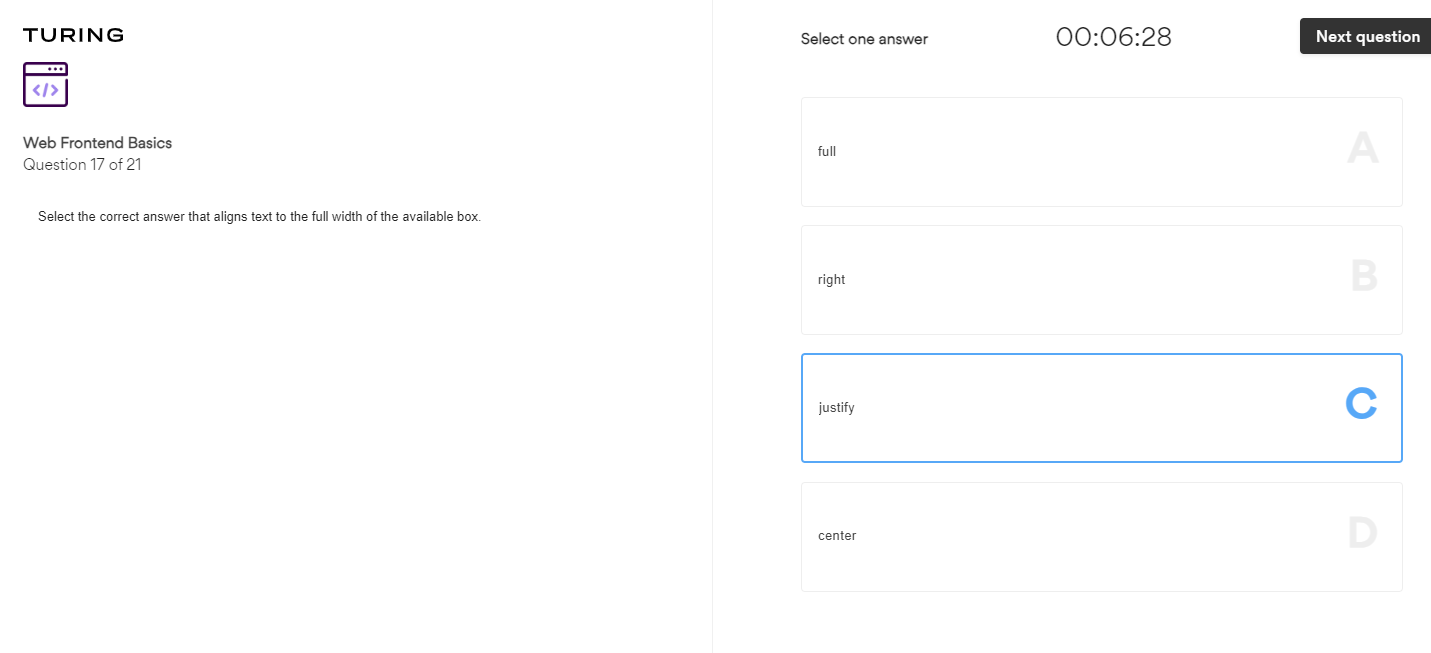 TURING
</>
Web Frontend Basics
Question 17 of 21
Select the correct answer that aligns text to the full width of the available box.
Select one answer
00:06:28
Next question
full
A
right
B
justify
C
center
D